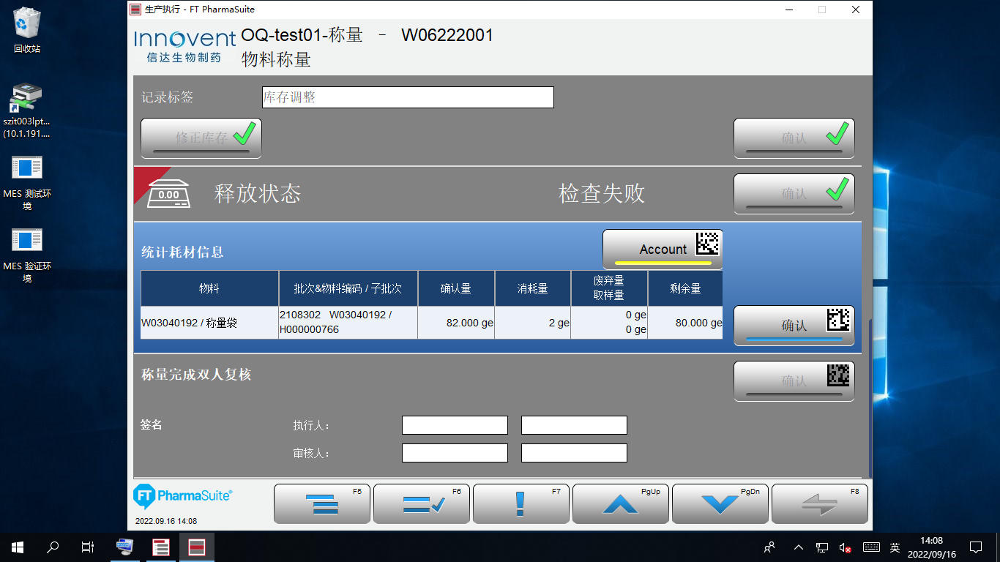 回收站
szit003lpt...
(10.1.191....
MES 测试环
境
MES 验证环
境
生产执行 - FT PharmaSuite
Innovent
信达生物制药
OQ-test01-称量 - W06222001
物料称量
记录标签
库存调整
修正库存
确认
0.00
释放状态
检查失败
确认
统计耗材信息
Account
物料
批次&物料编码 / 子批次
确认量
消耗量
废弃量
取样量
剩余量
W03040192 / 称量袋
2108302 W03040192 /
H000000766
82.000 ge
2 ge
0 ge
0 ge
80.000 ge
确认
称量完成双人复核
确认
签名
执行人:
审核人:
FT PharmaSuite®
2022.09.16 14:08
F5
F6
F7
PgUp
PgDn
F8
英
14:08
2022/09/16